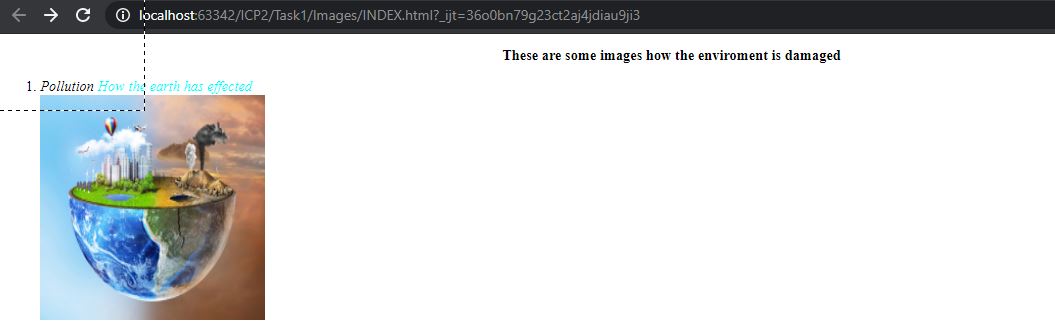 localhost:63342/ICP2/Task1/Images/INDEX.html?_ijt=36o0bn79g23ct2aj4jdiau9ji3
These are some images how the enviroment is damaged
1. Pollution How the earth has effected